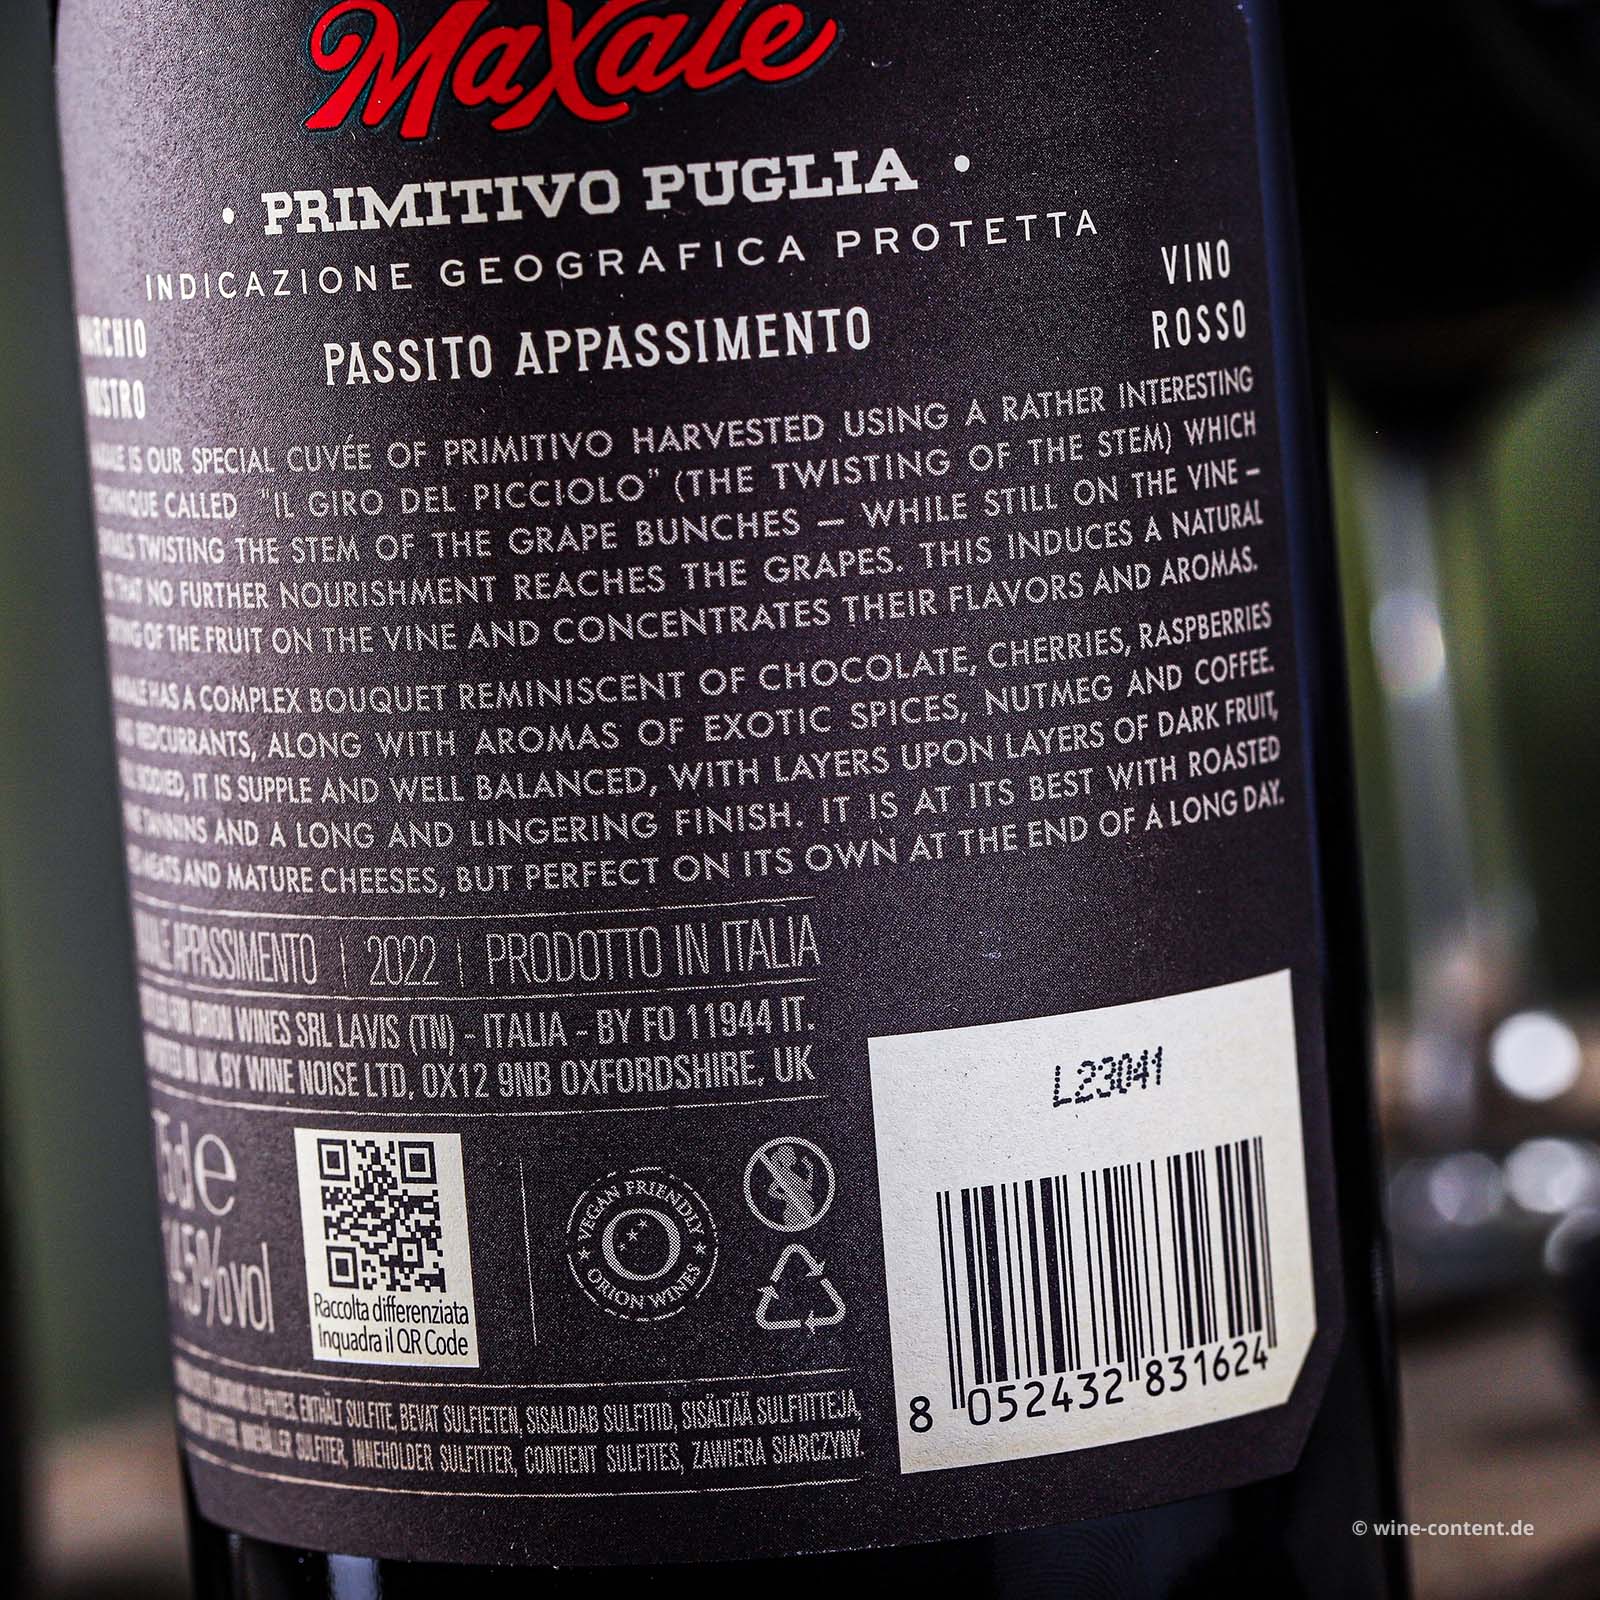 Maxale
• PRIMITIVO PUGLIA •
INDICAZIONE GEOGRAFICA PROTETTA
VINO
ROSSO
PASSITO APPASSIMENTO
IS OUR SPECIAL CUVÉE OF PRIMITIVO HARVESTED USING A RATHER INTERESTING
CALLED "IL GIRO DEL PICCIOLO" (THE TWISTING OF THE STEM) WHICH
TWISTING THE STEM OF THE GRAPE BUNCHES – WHILE STILL ON THE VINE –
THAT NO FURTHER NOURISHMENT REACHES THE GRAPES. THIS INDUCES A NATURAL
OF THE FRUIT ON THE VINE AND CONCENTRATES THEIR FLAVORS AND AROMAS.
HAS A COMPLEX BOUQUET REMINISCENT OF CHOCOLATE, CHERRIES, RASPBERRIES
REDCURRANTS, ALONG WITH AROMAS OF EXOTIC SPICES, NUTMEG AND COFFEE.
BODIED, IT IS SUPPLE AND WELL BALANCED, WITH LAYERS UPON LAYERS OF DARK FRUIT,
TANNINS AND A LONG AND LINGERING FINISH. IT IS AT ITS BEST WITH ROASTED
MEATS AND MATURE CHEESES, BUT PERFECT ON ITS OWN AT THE END OF A LONG DAY.
APPASSIMENTO | 2022 | PRODOTTO IN ITALIA
FOR ORION WINES SRL LAVIS (TN) - ITALIA - BY FO 11944 IT.
IN UK BY WINE NOISE LTD, OX12 9NB OXFORDSHIRE, UK
75cl e
14,5%vol
Raccolta differenziata
Inquadra il QR Code
VEGAN FRIENDLY
ORION WINES
L23041
8 052432 831624
SULPHITES, ENTHÄLT SULFITE, BEVAT SULFIETEN, SISALDAB SULFITID, SISÄLTÄÄ SULFIITTEJA,
INNEHÅLLER SULFITER, INNEHOLDER SULFITTER, CONTIENT SULFITES, ZAWIERA SIARCZYNY.
© wine-content.de